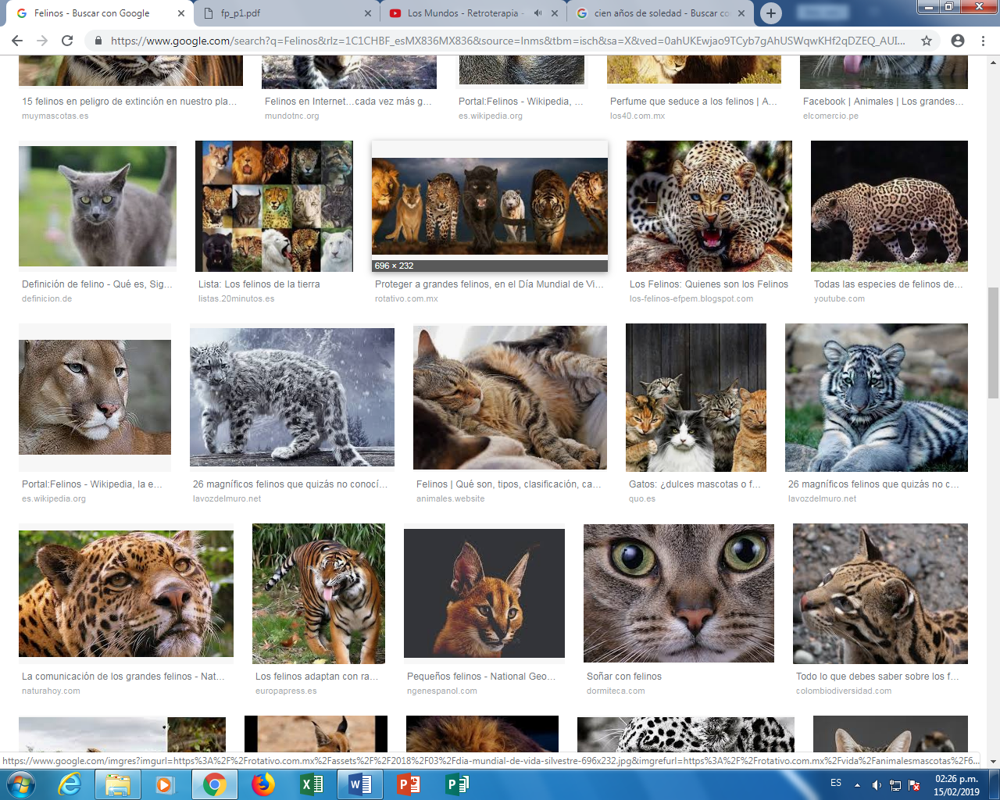 Felinos - Buscar con Google
fp_p1.pdf
Los Mundos - Retroterapia -
cien años de soledad - Buscar co
https://www.google.com/search?q=Felinos&rlz=1C1CHBF_esMX836MX836&source=lnms&tbm=isch&sa=X&ved=0ahUKEwjao9TCyb7gAhUSWqwKHf2qDZEQ_AUI...
15 felinos en peligro de extinción en nuestro pla...
muymascotas.es
Felinos en Internet...cada vez más g...
mundotnc.org
Portal:Felinos - Wikipedia, ...
es.wikipedia.org
Perfume que seduce a los felinos | A...
los40.com.mx
Facebook | Animales | Los grandes...
elcomercio.pe
696 × 232
Definición de felino - Qué es, Sig...
definicion.de
Lista: Los felinos de la tierra
listas.20minutos.es
Proteger a grandes felinos, en el Día Mundial de Vi...
rotativo.com.mx
Los Felinos: Quienes son los Felinos
los-felinos-efpem.blogspot.com
Todas las especies de felinos de...
youtube.com
Portal:Felinos - Wikipedia, la e...
es.wikipedia.org
26 magníficos felinos que quizás no conocí...
lavozdelmuro.net
Felinos | Qué son, tipos, clasificación, ca...
animales.website
Gatos: ¿dulces mascotas o f...
quo.es
26 magníficos felinos que quizás no c...
lavozdelmuro.net
La comunicación de los grandes felinos - Nat...
naturahoy.com
Los felinos adaptan con ra...
europapress.es
Pequeños felinos - National Geo...
ngenespanol.com
Soñar con felinos
dormiteca.com
Todo lo que debes saber sobre los f...
colombiodiversidad.com
https://www.google.com/imgres?imgurl=https%3A%2F%2Frotativo.com.mx%2Fassets%2F%2F2018%2F03%2Fdia-mundial-de-vida-silvestre-696x232.jpg&imgrefurl=https%3A%2F%2Frotativo.com.mx%2Fvida%2Fanimalesmascotas%2F6...
ES
02:26 p.m.
15/02/2019